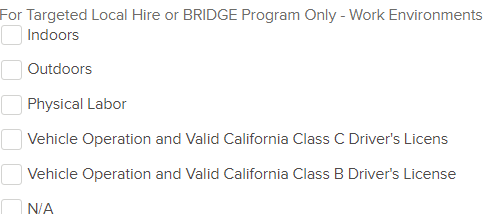 For Targeted Local Hire or BRIDGE Program Only - Work Environments
Indoors
Outdoors
Physical Labor
Vehicle Operation and Valid California Class C Driver's Licens
Vehicle Operation and Valid California Class B Driver's License
N/A